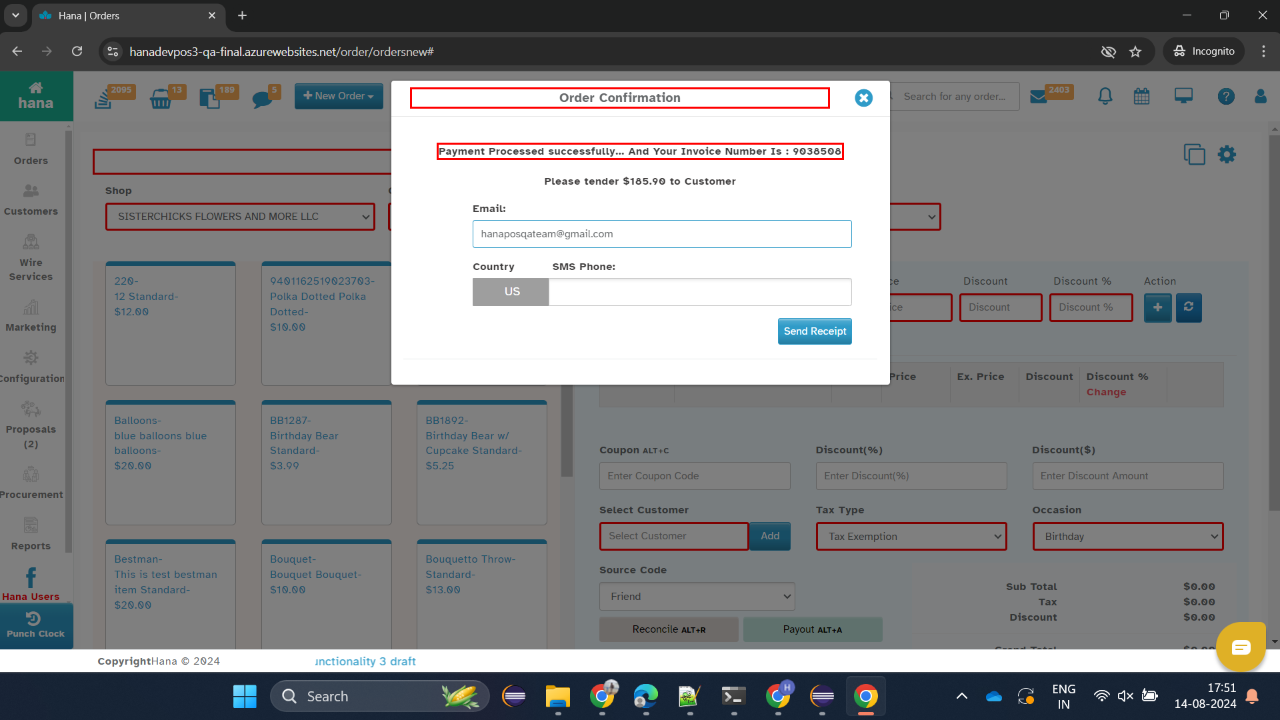 Hana | Orders
hanadevpos3-qa-final.azurewebsites.net/order/ordersnew#
Incognito
hana
2095
13
189
5
New Order
Search for any order...
2403
Order Confirmation
Payment Processed successfully... And Your Invoice Number Is : 9038508
Please tender $185.90 to Customer
Email:
hanaposqateam@gmail.com
Country
SMS Phone:
US
Send Receipt
Orders
Customers
Wire
Services
Marketing
Configuration
Proposals
(2)
Procurement
Reports
Hana Users
Punch Clock
Shop
SISTERCHICKS FLOWERS AND MORE LLC
220-
12 Standard-
$12.00
9401162519023703-
Polka Dotted Polka
Dotted-
$10.00
Balloons-
blue balloons blue
balloons-
$20.00
BB1287-
Birthday Bear
Standard-
$3.99
BB1892-
Birthday Bear w/
Cupcake Standard-
$5.25
Bestman-
This is test bestman
item Standard-
$20.00
Bouquet-
Bouquet Bouquet-
$10.00
Bouquetto Throw-
Standard-
$13.00
Discount
Discount %
Action
Discount
Discount %
Price
Ex. Price
Discount
Discount %
Change
Coupon ALT+C
Discount(%)
Discount($)
Enter Coupon Code
Enter Discount(%)
Enter Discount Amount
Select Customer
Tax Type
Occasion
Select Customer
Add
Tax Exemption
Birthday
Source Code
Friend
Sub Total
$0.00
Tax
$0.00
Discount
$0.00
Reconcile ALT+R
Payout ALT+A
CopyrightHana © 2024
unctionality 3 draft
Search
ENG
IN
17:51
14-08-2024